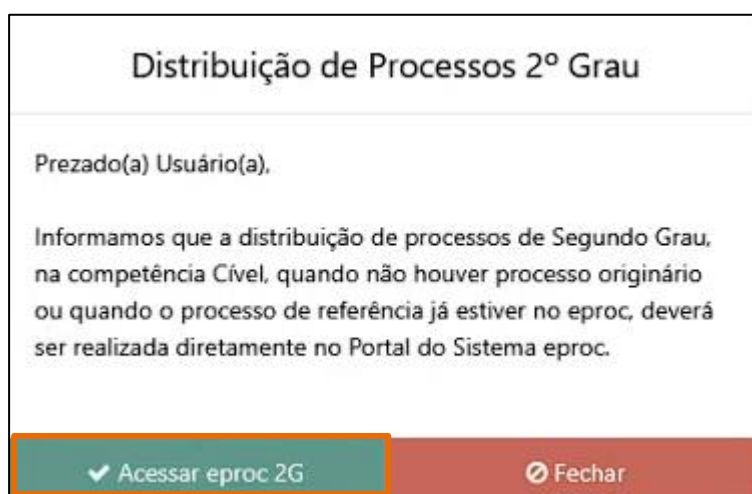 Distribuição de Processos 2º Grau
Prezado(a) Usuário(a),
Informamos que a distribuição de processos de Segundo Grau,
na competência Cível, quando não houver processo originário
ou quando o processo de referência já estiver no eproc, deverá
ser realizada diretamente no Portal do Sistema eproc.
Acessar eproc 2G
Fechar